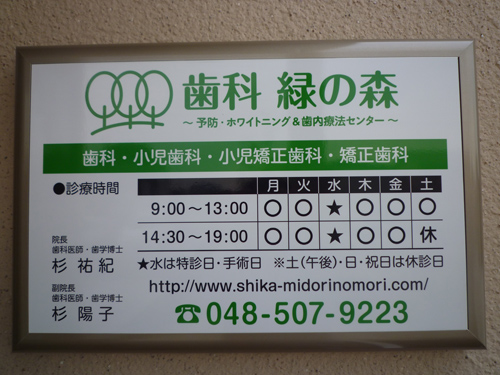 歯科 緑の森
～ 予防・ホワイトニング＆歯内療法センター ～
歯科・小児歯科・小児矯正歯科・矯正歯科
●診療時間 月 火 水 木 金 土
9:00～13:00 ○ ○ ★ ○ ○ ○
14:30～19:00 ○ ○ ★ ○ ○ 休
★水は特診日・手術日 ※土(午後)・日・祝日は休診日
院長
歯科医師・歯学博士
杉 祐紀
副院長
歯科医師・歯学博士
杉 陽子
http://www.shika-midorinomori.com/
☎048-507-9223